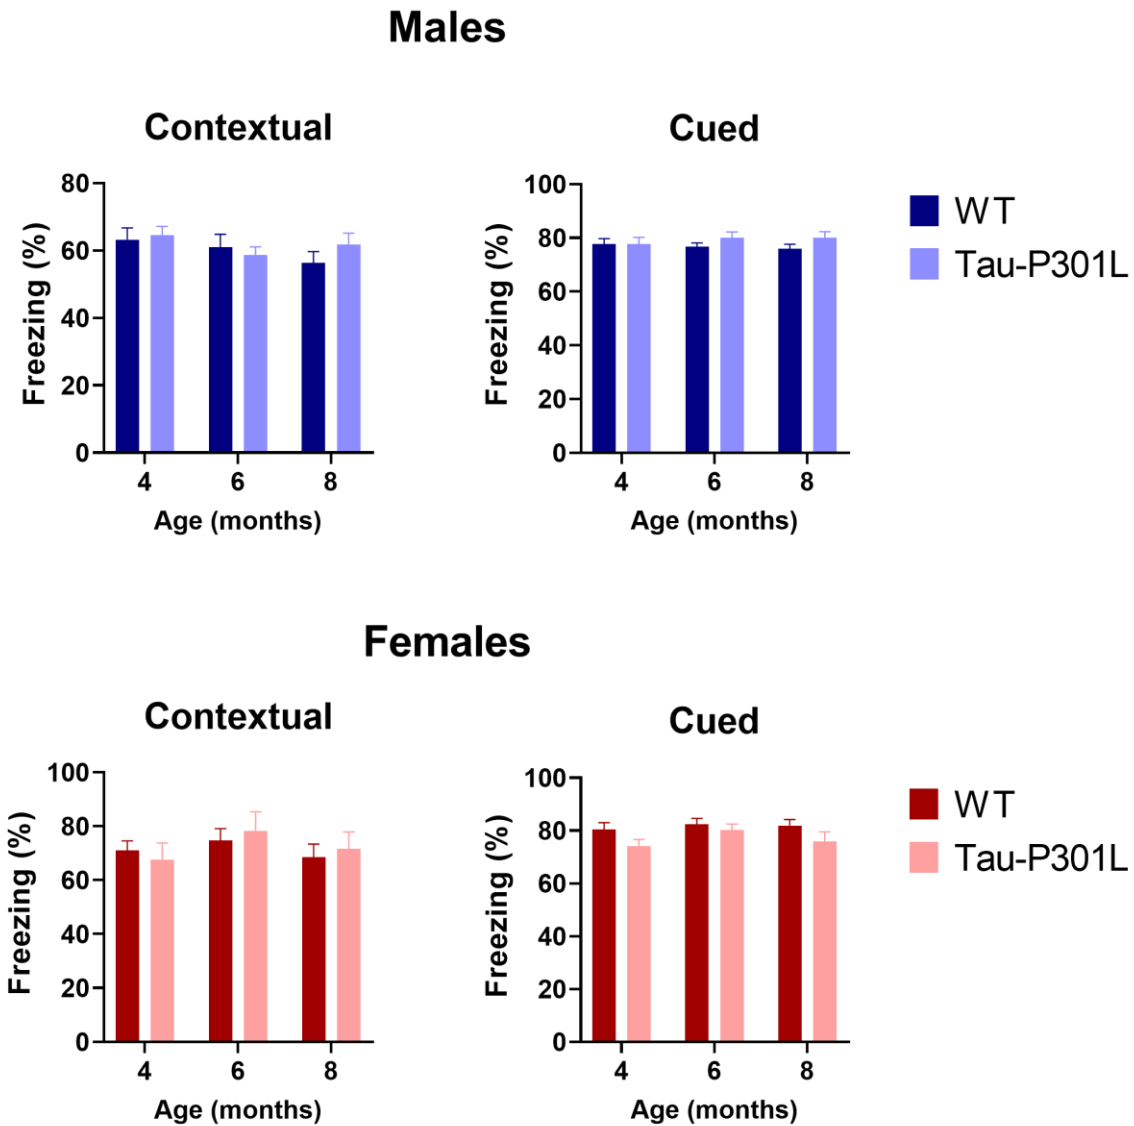 Males
Contextual
Freezing (%)
80
60
40
20
0
4 6 8
Age (months)
Cued
Freezing (%)
100
80
60
40
20
0
4 6 8
Age (months)
WT
Tau-P301L
Females
Contextual
Freezing (%)
100
80
60
40
20
0
4 6 8
Age (months)
Cued
Freezing (%)
100
80
60
40
20
0
4 6 8
Age (months)
WT
Tau-P301L